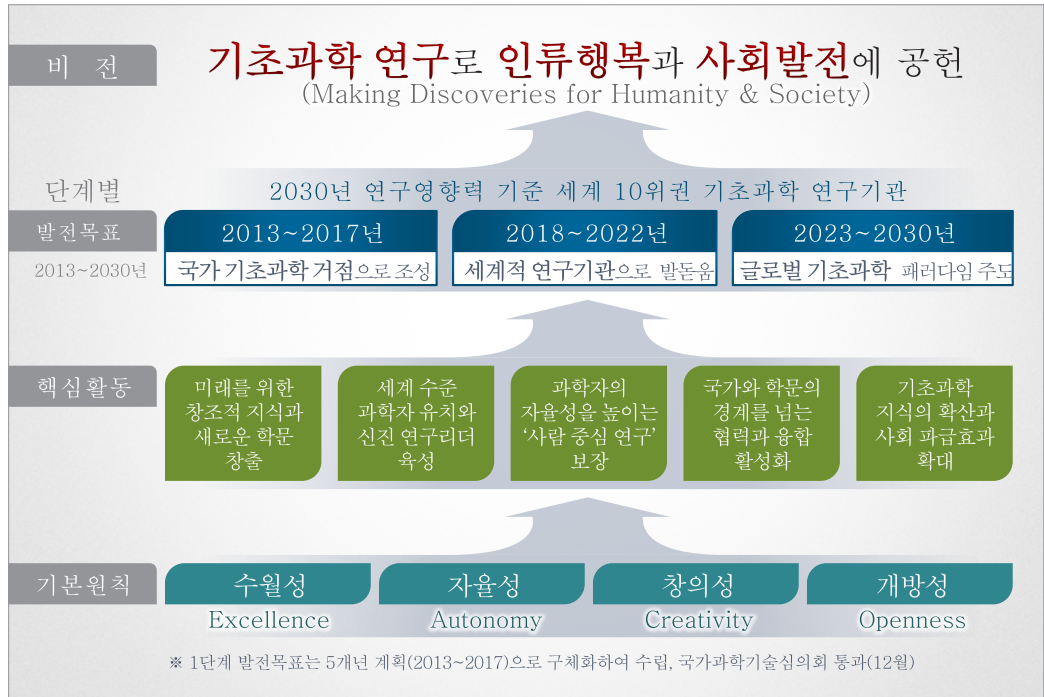 비 전
기초과학 연구로 인류행복과 사회발전에 공헌
(Making Discoveries for Humanity & Society)
단계별
발전목표
2013~2030년
2030년 연구영향력 기준 세계 10위권 기초과학 연구기관
2013~2017년
국가 기초과학 거점으로 조성
2018~2022년
세계적 연구기관으로 발돋움
2023~2030년
글로벌 기초과학 패러다임 주도
핵심활동
미래를 위한
창조적 지식과
새로운 학문
창출
세계 수준
과학자 유치와
신진 연구리더
육성
과학자의
자율성을 높이는
‘사람 중심 연구’
보장
국가와 학문의
경계를 넘는
협력과 융합
활성화
기초과학
지식의 확산과
사회 파급효과
확대
기본원칙
수월성
Excellence
자율성
Autonomy
창의성
Creativity
개방성
Openness
※ 1단계 발전목표는 5개년 계획(2013~2017)으로 구체화하여 수립, 국가과학기술심의회 통과(12월)